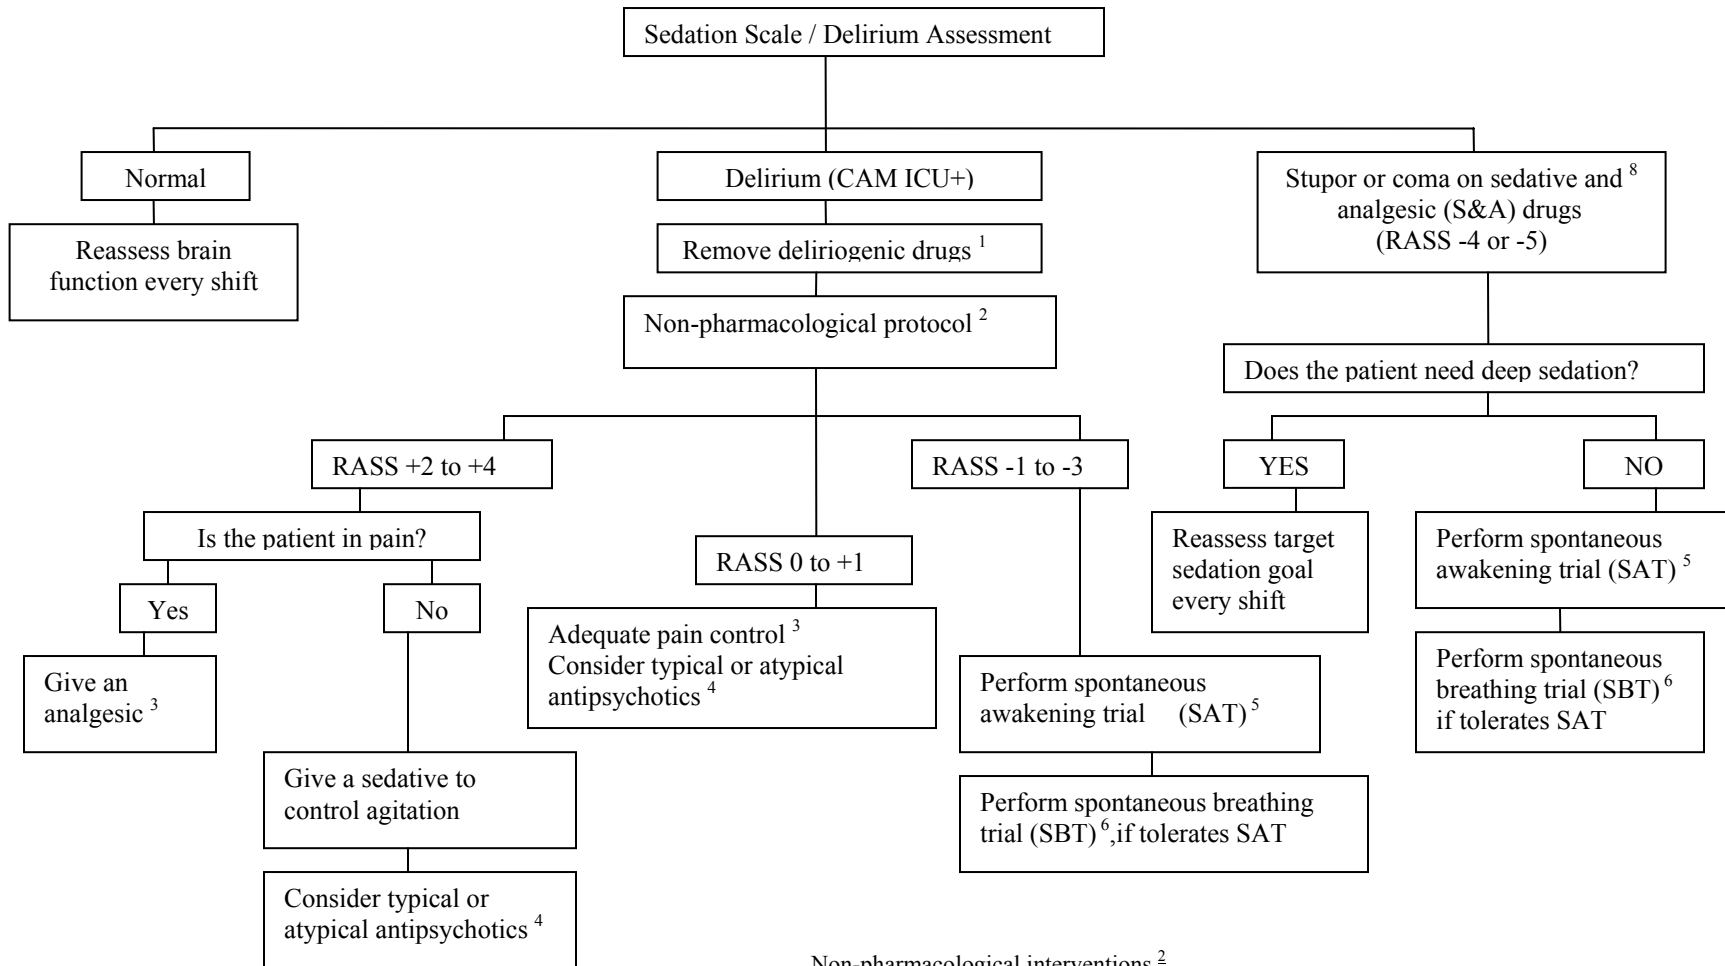 Sedation Scale / Delirium Assessment
Normal
Reassess brain
function every shift
Delirium (CAM ICU+)
Remove deliriogenic drugs 1
Non-pharmacological protocol 2
Stupor or coma on sedative and 8
analgesic (S&A) drugs
(RASS -4 or -5)
Does the patient need deep sedation?
RASS +2 to +4
Is the patient in pain?
Yes
No
Give an
analgesic 3
Give a sedative to
control agitation
Consider typical or
atypical antipsychotics 4
RASS 0 to +1
Adequate pain control 3
Consider typical or atypical
antipsychotics 4
RASS -1 to -3
Perform spontaneous
awakening trial (SAT) 5
Perform spontaneous breathing
trial (SBT) 6,if tolerates SAT
YES
Reassess target
sedation goal
every shift
NO
Perform spontaneous
awakening trial (SAT) 5
Perform spontaneous
breathing trial (SBT) 6
if tolerates SAT
Non-pharmacological interventions 2